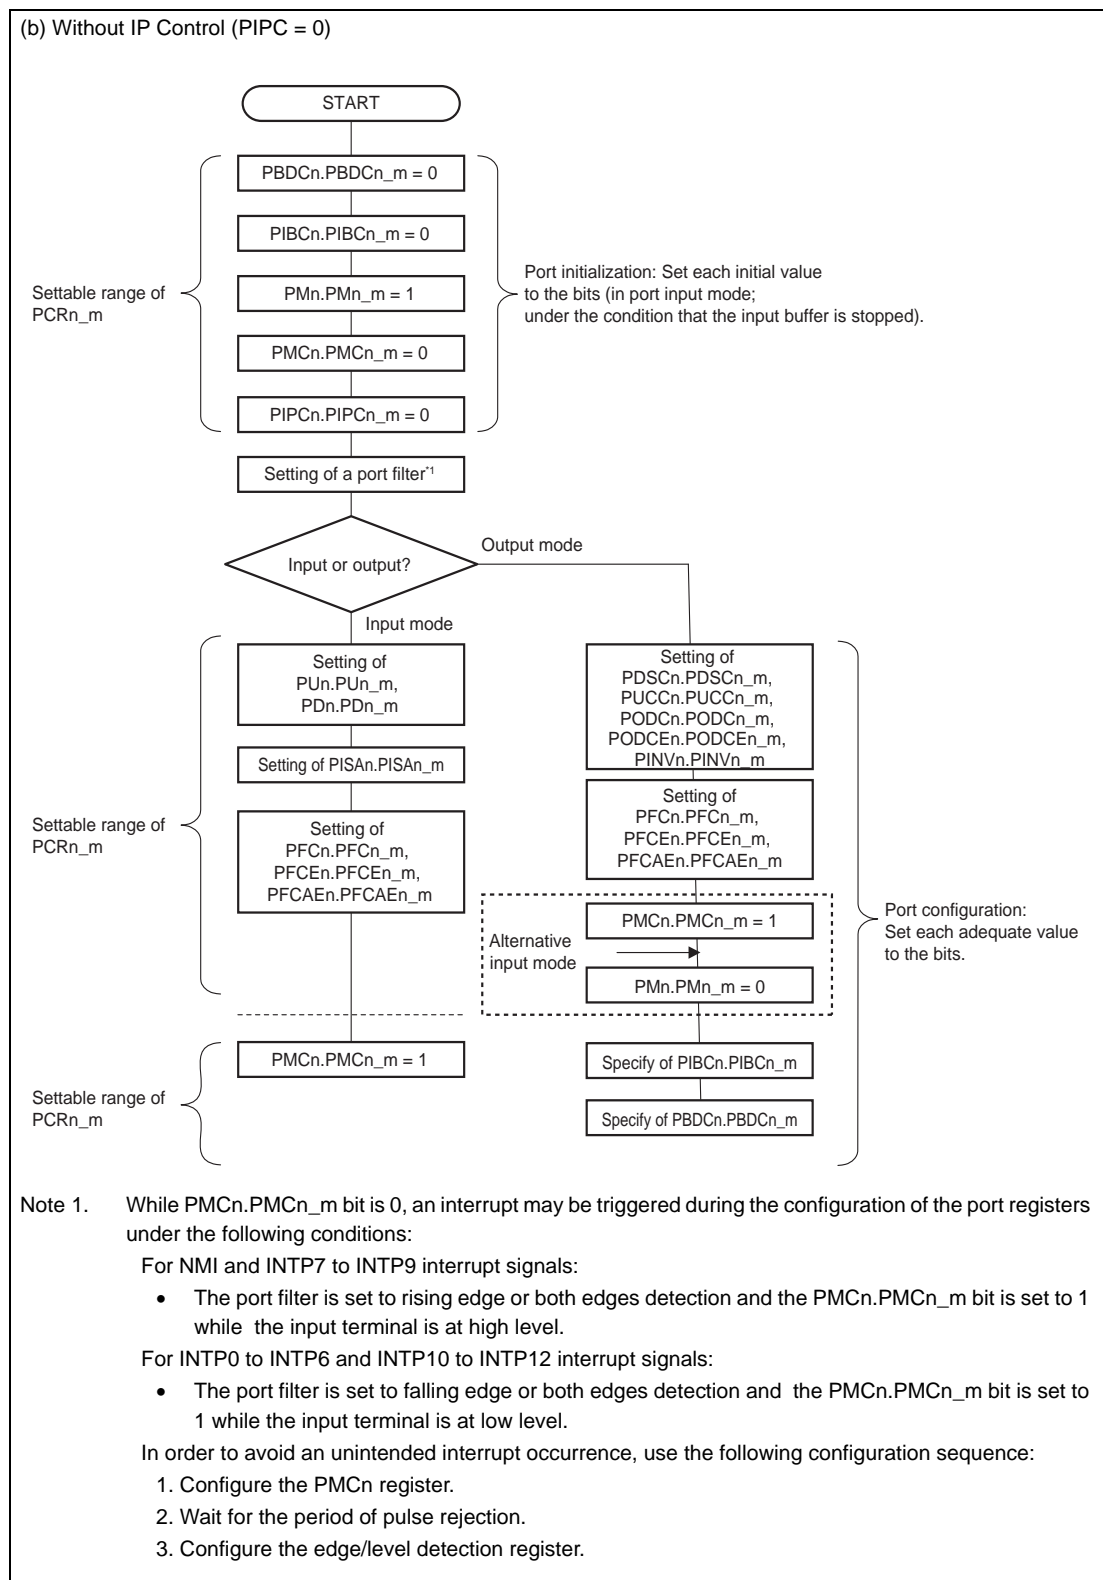 (b) Without IP Control (PIPC = 0)
START
PBDCn.PBDCn_m = 0
PIBCn.PIBCn_m = 0
Settable range of
PCRn_m
PMn.PMn_m = 1
Port initialization: Set each initial value
to the bits (in port input mode;
under the condition that the input buffer is stopped).
PMCn.PMCn_m = 0
PIPCn.PIPCn_m = 0
Setting of a port filter*1
Input or output?
Output mode
Input mode
Setting of
PUn.PUn_m,
PDn.PDn_m
Setting of PISAn.PISAn_m
Settable range of
PCRn_m
Setting of
PFCn.PFCn_m,
PFCEn.PFCEn_m,
PFCAEn.PFCAEn_m
PMCn.PMCn_m = 1
Settable range of
PCRn_m
Setting of
PDSCn.PDSCn_m,
PUCCn.PUCCn_m,
PODCn.PODCn_m,
PODCEn.PODCEn_m,
PINVn.PINVn_m
Setting of
PFCn.PFCn_m,
PFCEn.PFCEn_m,
PFCAEn.PFCAEn_m
PMCn.PMCn_m = 1
Alternative
input mode
PMn.PMn_m = 0
Port configuration:
Set each adequate value
to the bits.
Specify of PIBCn.PIBCn_m
Specify of PBDCn.PBDCn_m
Note 1. While PMCn.PMCn_m bit is 0, an interrupt may be triggered during the configuration of the port registers
under the following conditions:
For NMI and INTP7 to INTP9 interrupt signals:
• The port filter is set to rising edge or both edges detection and the PMCn.PMCn_m bit is set to 1
while the input terminal is at high level.
For INTP0 to INTP6 and INTP10 to INTP12 interrupt signals:
• The port filter is set to falling edge or both edges detection and the PMCn.PMCn_m bit is set to
1 while the input terminal is at low level.
In order to avoid an unintended interrupt occurrence, use the following configuration sequence:
1. Configure the PMCn register.
2. Wait for the period of pulse rejection.
3. Configure the edge/level detection register.